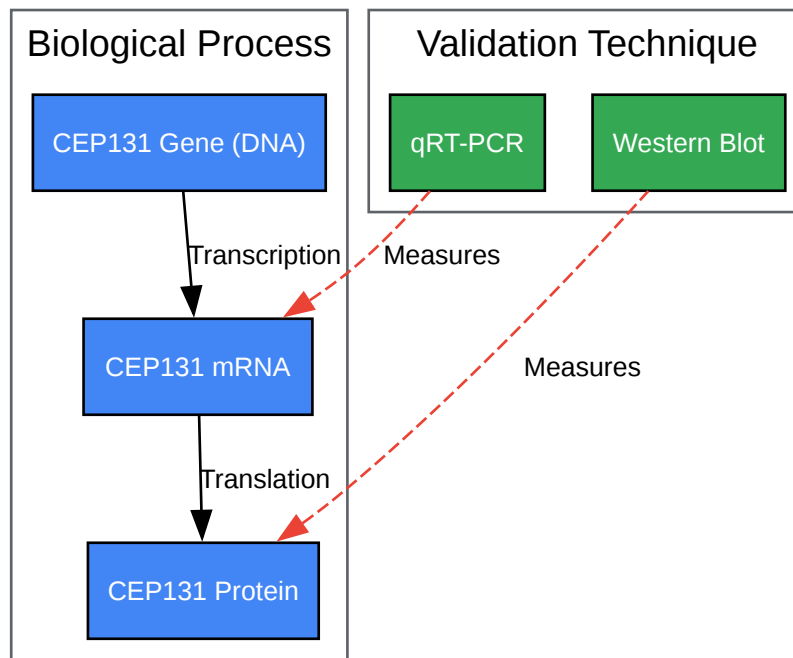 Biological Process
Validation Technique
CEP131 Gene (DNA)
qRT-PCR
Western Blot
Transcription
Measures
CEP131 mRNA
Measures
Translation
CEP131 Protein